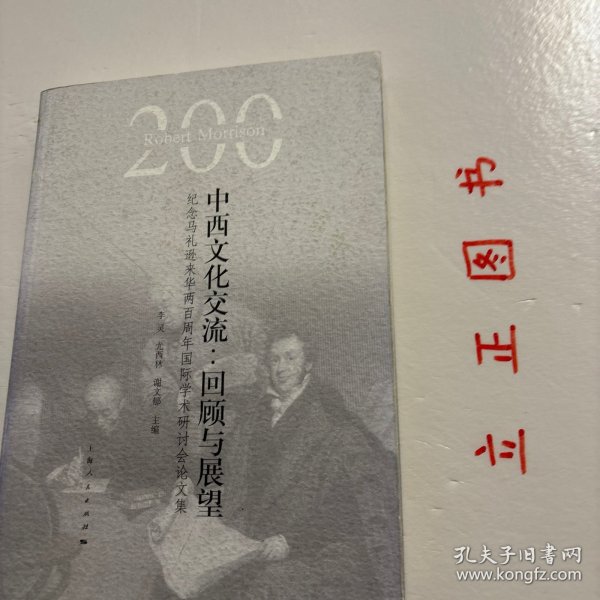 200
Robert Morrison
中西文化交流：回顾与展望
纪念马礼逊来华两百周年国际学术研讨会论文集
李灵 尤西林 谢文郁 主编
上海人民出版社
书图正立
孔夫子旧书网
www.kongfz.com